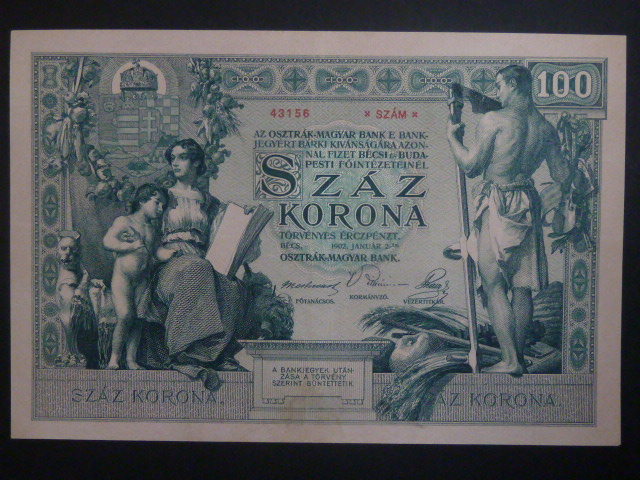 100
43156 × SZÁM ×
AZ OSZTRÁK-MAGYAR BANK E BANK-
JEGYÉRT BÁRKI KIVÁNSÁGÁRA AZON-
NAL FIZET BÉCSI ÉS BUDA-
PESTI FŐINTÉZETEINÉL
SZÁZ
KORONA
TÖRVÉNYES ÉRCZPÉNZT.
BÉCS, 1902. JANUÁR 2-ÁN
OSZTRÁK-MAGYAR BANK.
FŐTANÁCSOS. KORMÁNYZÓ. VEZÉRTITKÁR.
A BANKJEGYEK UTÁN-
ZÁSA A TÖRVÉNY
SZERINT BÜNTETTETIK.
SZÁZ KORONA. ÁZ KORONA.